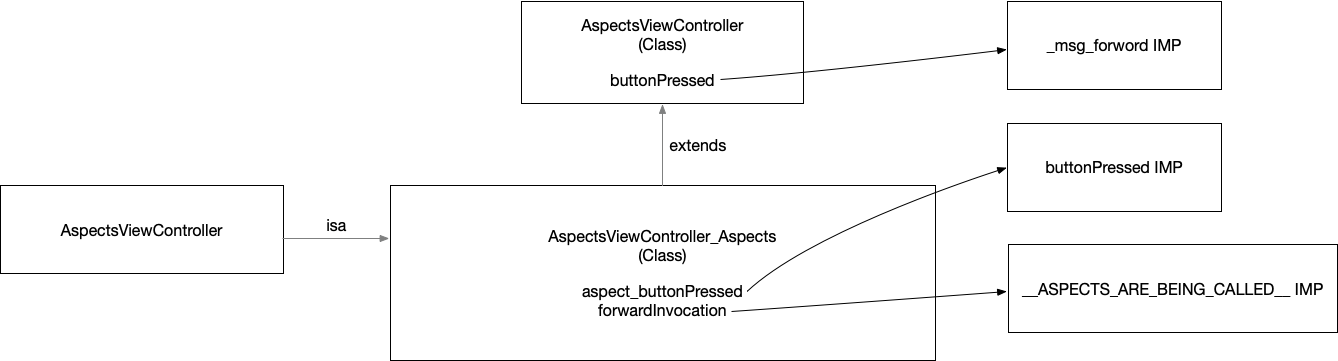 AspectsViewController
(Class)
buttonPressed
_msg_forword IMP
extends
buttonPressed IMP
AspectsViewController
isa
AspectsViewController_Aspects
(Class)
aspect_buttonPressed
forwardInvocation
__ASPECTS_ARE_BEING_CALLED__ IMP